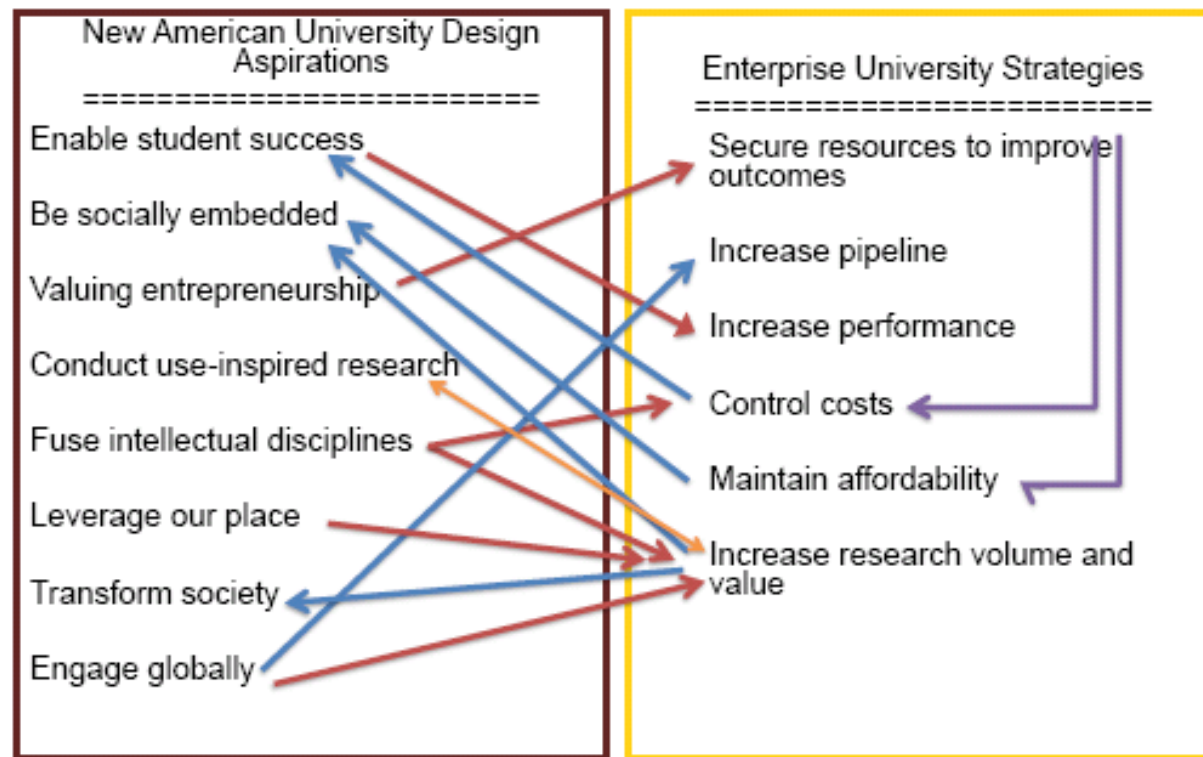 New American University Design
Aspirations
=========================
Enable student success
Be socially embedded
Valuing entrepreneurship
Conduct use-inspired research
Fuse intellectual disciplines
Leverage our place
Transform society
Engage globally
Enterprise University Strategies
=========================
Secure resources to improve
outcomes
Increase pipeline
Increase performance
Control costs
Maintain affordability
Increase research volume and
value